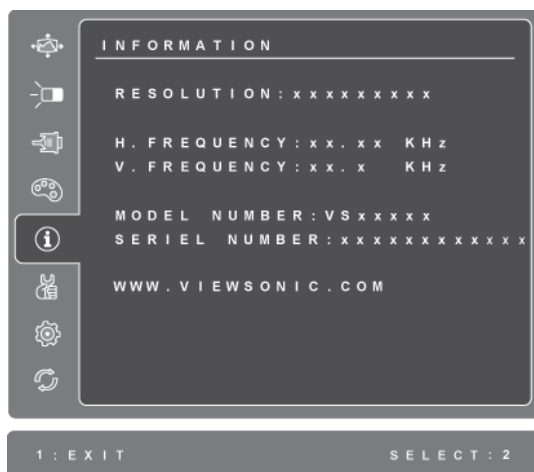 INFORMATION
RESOLUTION:xxxxxxxxx
H. FREQUENCY:xx.xx KHz
V. FREQUENCY:xx.x KHz
MODEL NUMBER:VSxxxxx
SERIEL NUMBER:xxxxxxxxxxxx
WWW.VIEWSONIC.COM
1:EXIT SELECT:2